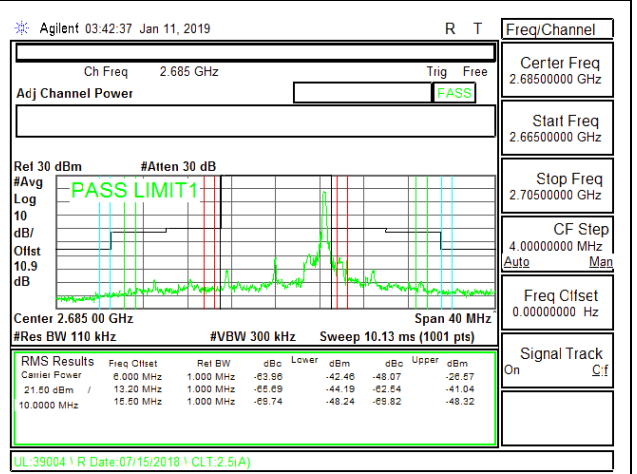 Agilent 03:42:37 Jan 11, 2019 R T
Freq/Channel
Ch Freq 2.685 GHz Trig Free
Adj Channel Power PASS
Center Freq
2.68500000 GHz
Start Freq
2.66500000 GHz
Stop Freq
2.70500000 GHz
CF Step
4.00000000 MHz
Auto Man
Freq Offset
0.00000000 Hz
Signal Track
On Off
Ref 30 dBm #Atten 30 dB
#Avg
Log
10
dB/
Offst
10.9
dB
PASS LIMIT1
Center 2.685 00 GHz Span 40 MHz
#Res BW 110 kHz #VBW 300 kHz Sweep 10.13 ms (1001 pts)
RMS Results Freq Offset Ref BW dBc Lower dBm dBc Upper dBm
Carrier Power 6.000 MHz 1.000 MHz -63.96 -42.46 -48.07 -26.57
21.50 dBm / 13.20 MHz 1.000 MHz -65.69 -44.19 -62.54 -41.04
10.0000 MHz 15.50 MHz 1.000 MHz -69.74 -48.24 -69.82 -48.32
UL:39004 \ R Date:07/15/2018 \ CLT:2.5(A)